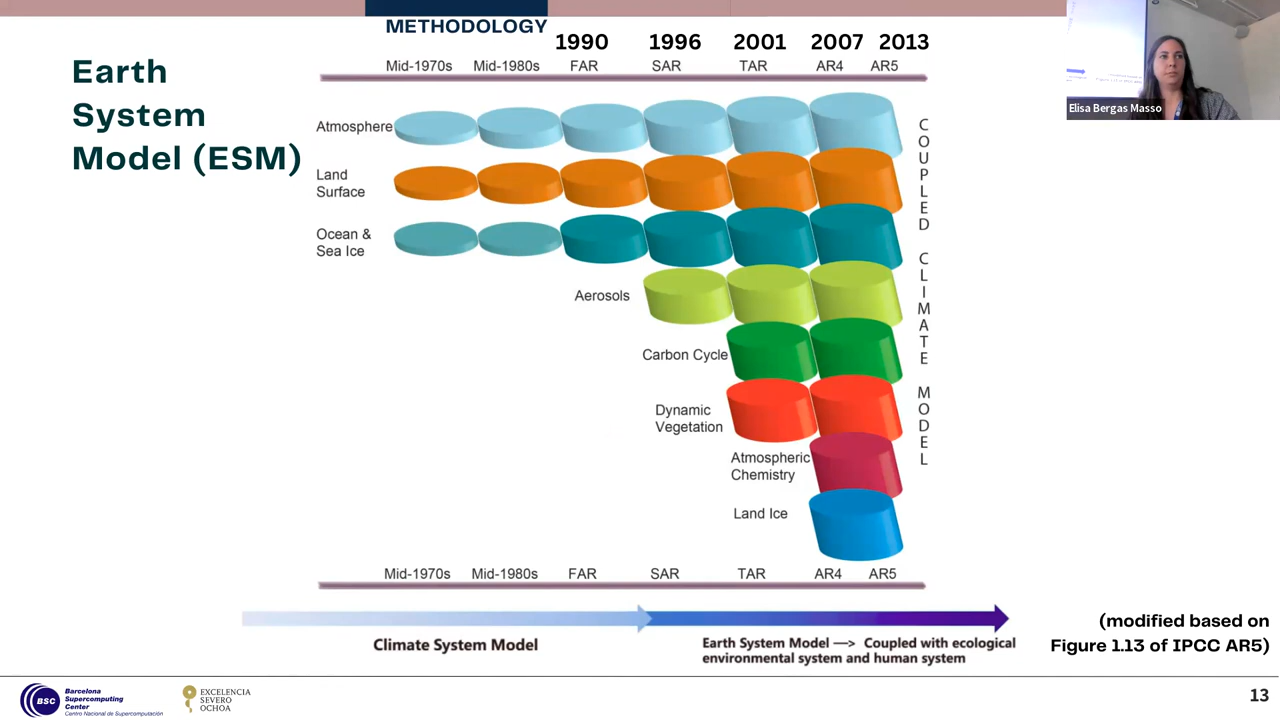 METHODOLOGY
Earth
System
Model (ESM)
1990 1996 2001 2007 2013
Mid-1970s Mid-1980s FAR SAR TAR AR4 AR5
Elisa Bergas Masso
Atmosphere
Land
Surface
Ocean &
Sea Ice
Aerosols
Carbon Cycle
Dynamic
Vegetation
Atmospheric
Chemistry
Land Ice
COUPLED CLIMATE MODEL
Mid-1970s Mid-1980s FAR SAR TAR AR4 AR5
Climate System Model
Earth System Model —> Coupled with ecological
environmental system and human system
(modified based on
Figure 1.13 of IPCC AR5)
BSC
Barcelona
Supercomputing
Center
Centro Nacional de Supercomputación
EXCELENCIA
SEVERO
OCHOA
13